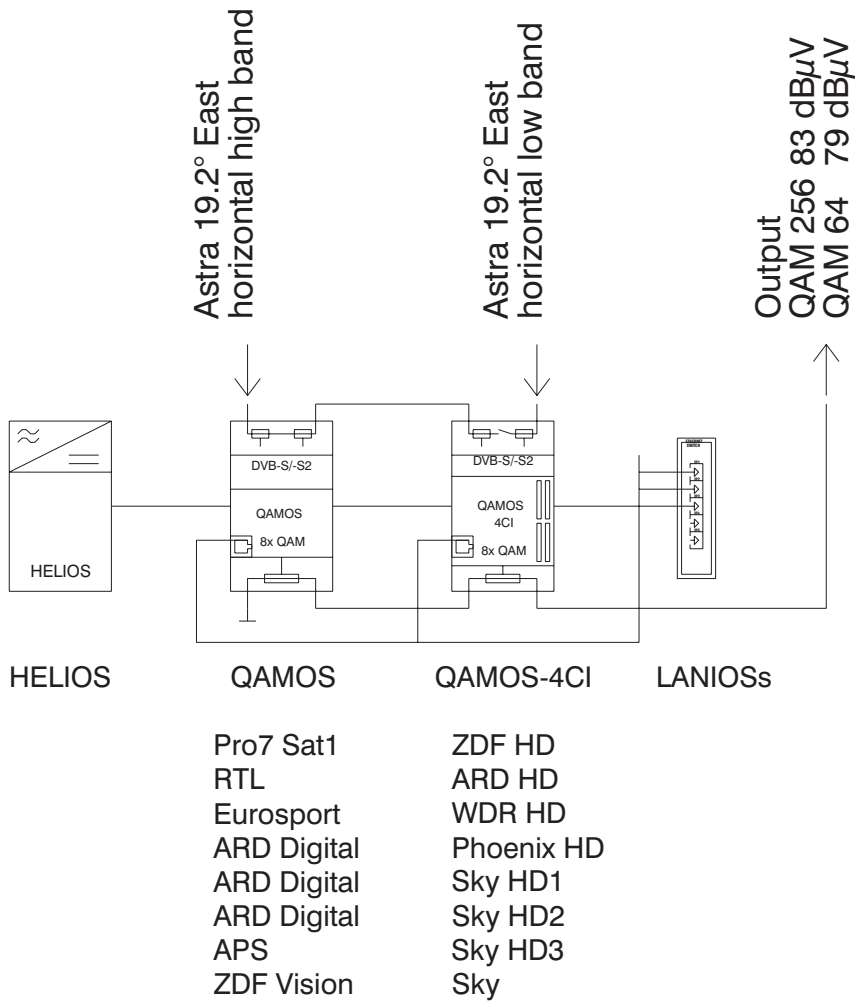 Astra 19.2° East
horizontal high band
Astra 19.2° East
horizontal low band
Output
QAM 256 83 dBµV
QAM 64 79 dBµV
HELIOS
DVB-S/-S2
QAMOS
8x QAM
DVB-S/-S2
QAMOS
4CI
8x QAM
ETHERNET
SWITCH
HELIOS
QAMOS
QAMOS-4CI
LANIOSs
Pro7 Sat1
RTL
Eurosport
ARD Digital
ARD Digital
ARD Digital
APS
ZDF Vision
ZDF HD
ARD HD
WDR HD
Phoenix HD
Sky HD1
Sky HD2
Sky HD3
Sky